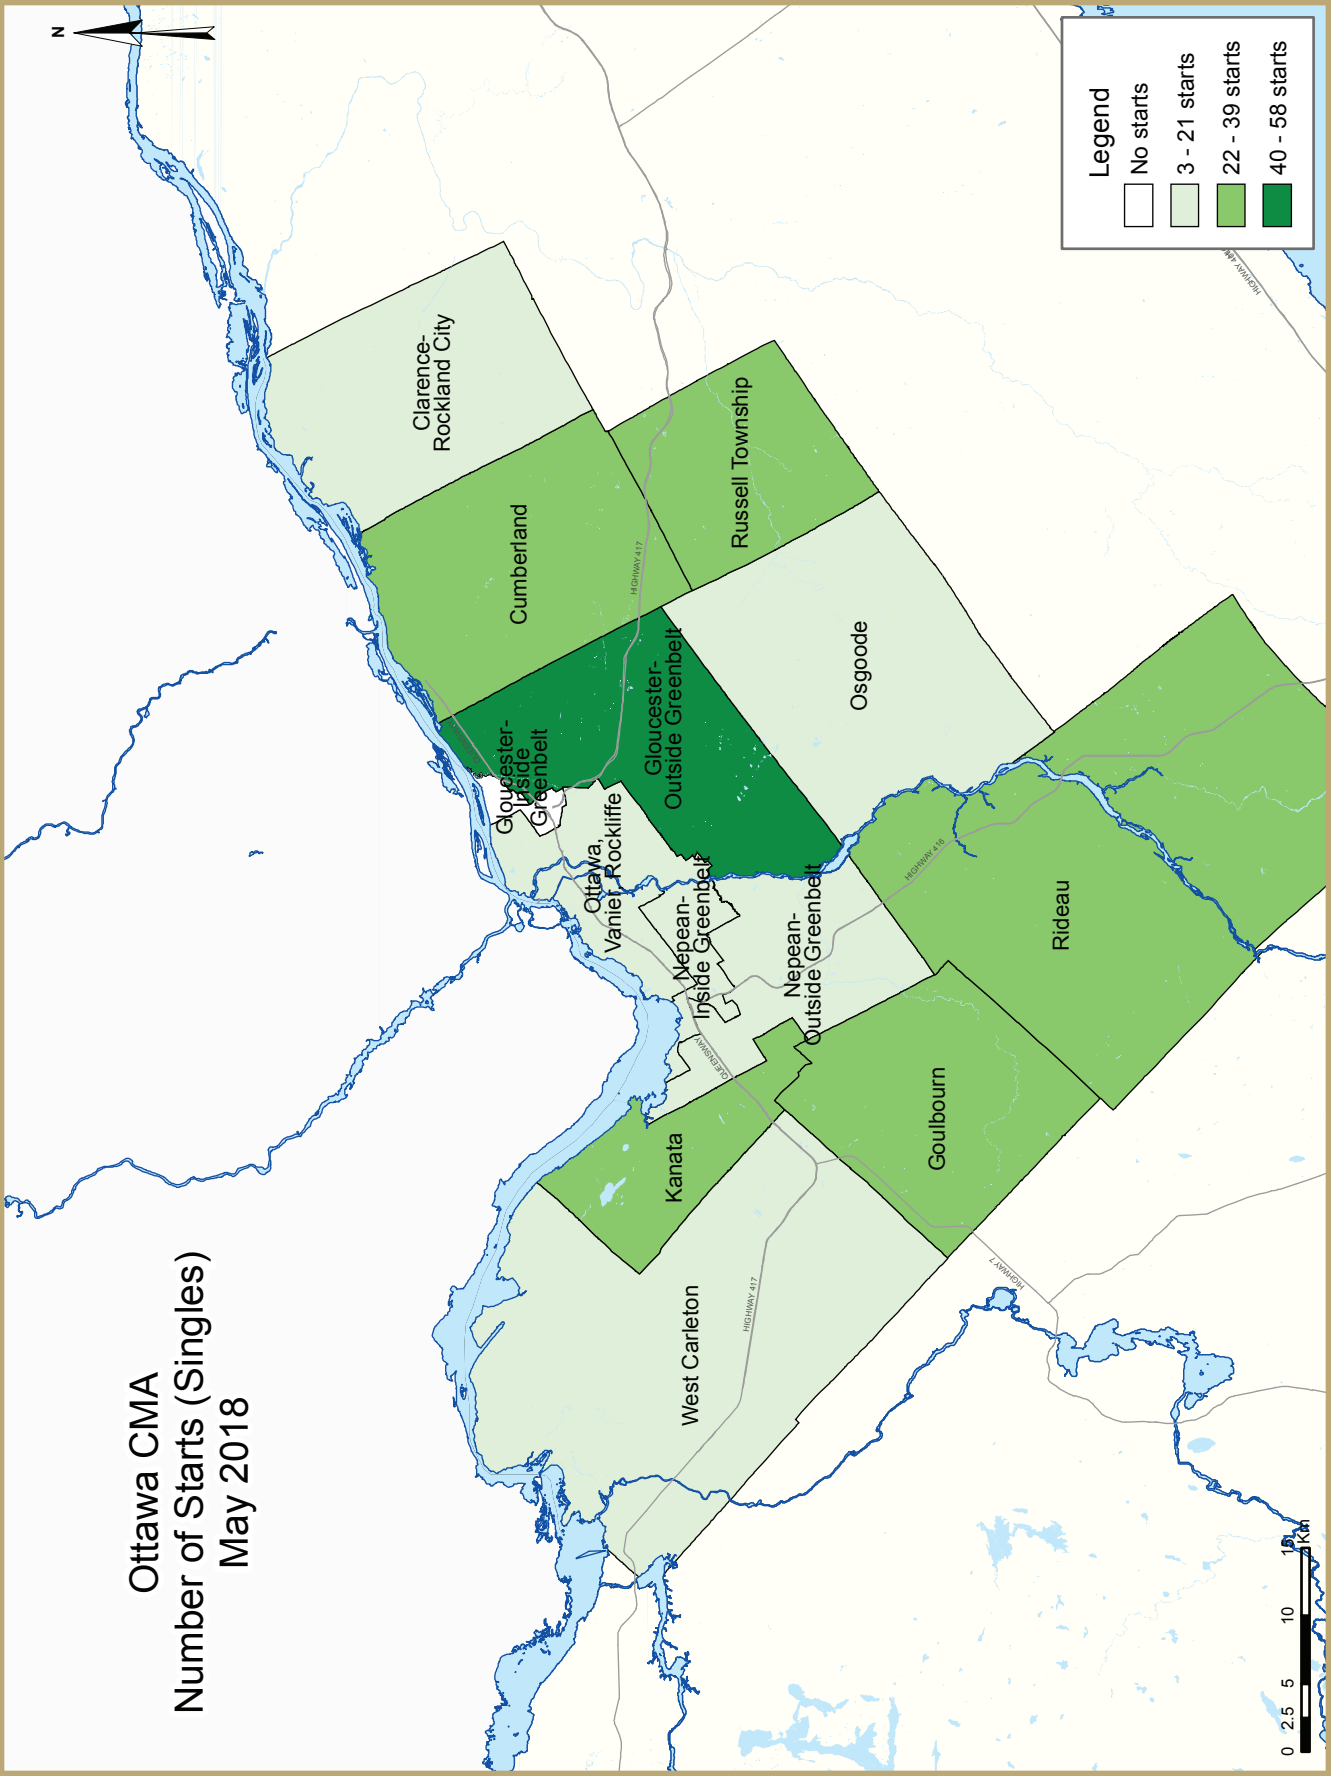 Ottawa CMA
Number of Starts (Singles)
May 2018
N
Legend
No starts
3 - 21 starts
22 - 39 starts
40 - 58 starts
Clarence-
Rockland City
Cumberland
Russell Township
HIGHWAY 417
Gloucester-
Inside
Greenbelt
Gloucester-
Outside Greenbelt
Osgoode
Ottawa,
Vanier, Rockliffe
Nepean-
Inside Greenbelt
Nepean-
Outside Greenbelt
QUEENSWAY
HIGHWAY 416
Rideau
Kanata
Goulbourn
West Carleton
HIGHWAY 417
HIGHWAY 7
0 2.5 5 10 15
Km